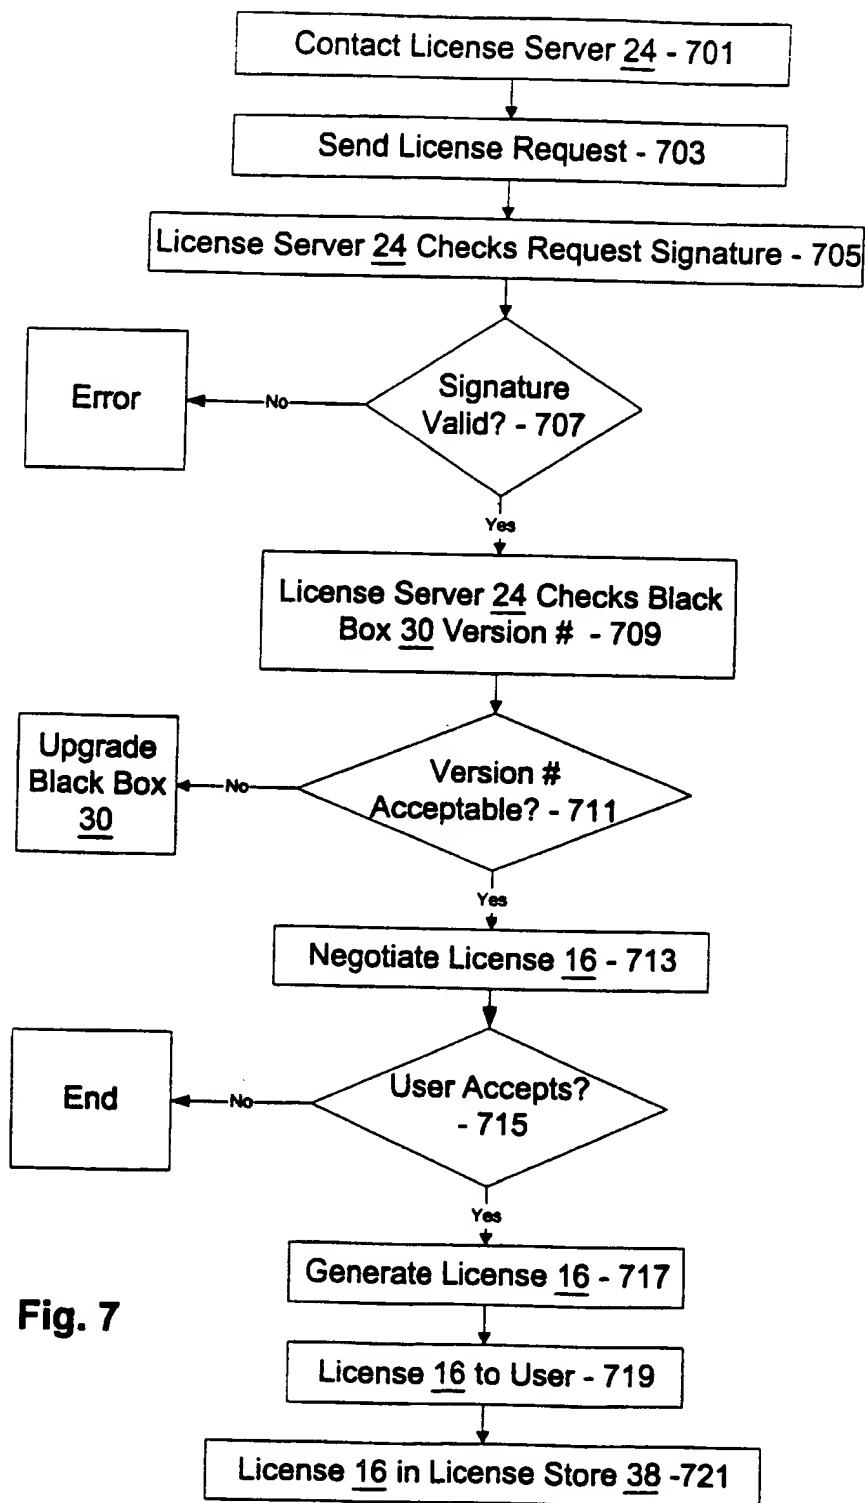 Contact License Server 24 - 701
Send License Request - 703
License Server 24 Checks Request Signature - 705
Signature
Valid? - 707
No
Error
Yes
License Server 24 Checks Black
Box 30 Version # - 709
Version #
Acceptable? - 711
No
Upgrade
Black Box
30
Yes
Negotiate License 16 - 713
User Accepts?
- 715
No
End
Yes
Generate License 16 - 717
License 16 to User - 719
License 16 in License Store 38 -721
Fig. 7